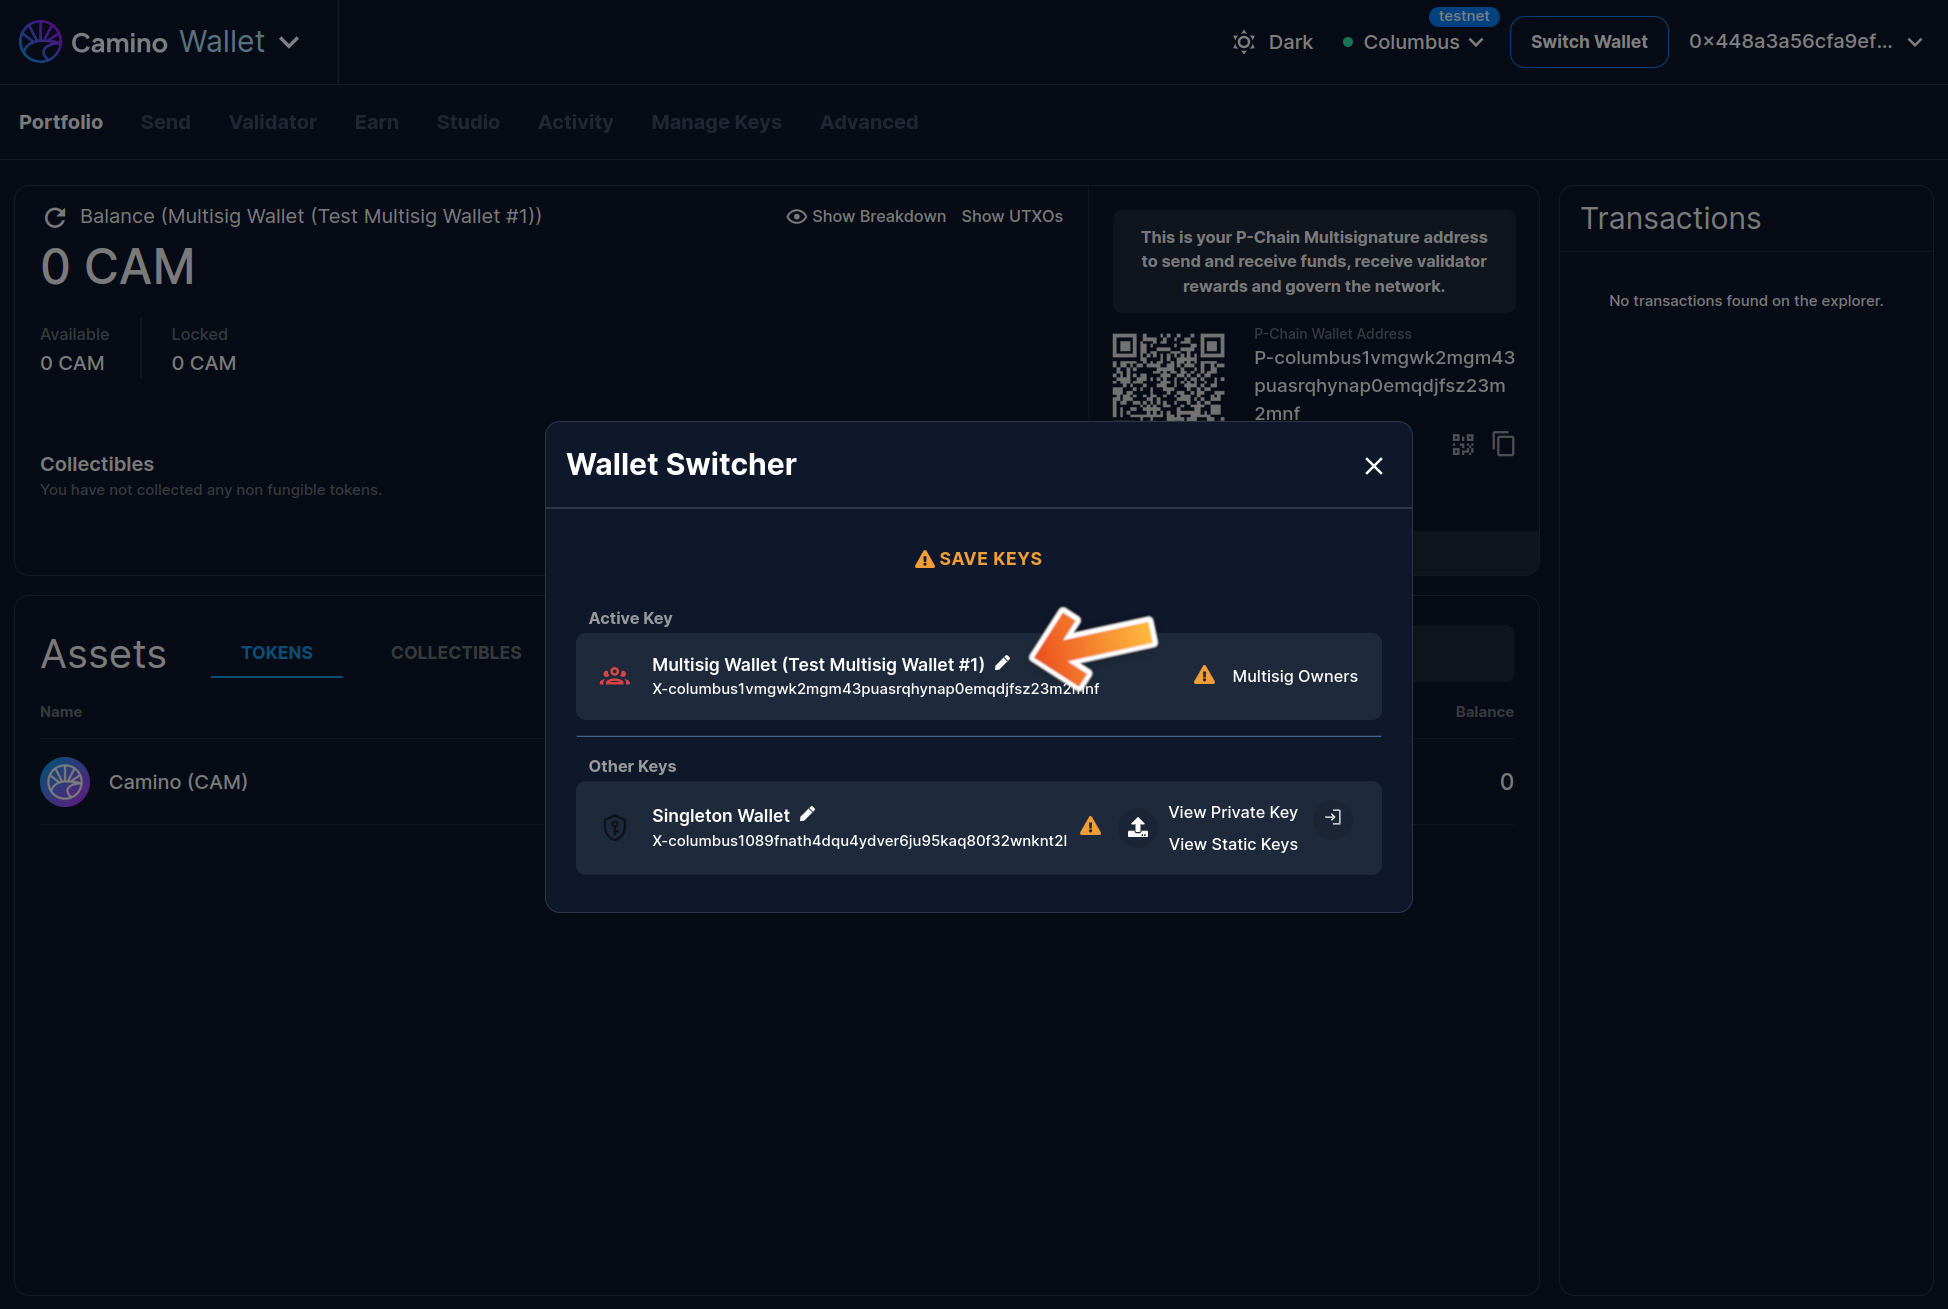 Camino Wallet
Dark
testnet
Columbus
Switch Wallet
0x448a3a56cfa9ef...
Portfolio
Send
Validator
Earn
Studio
Activity
Manage Keys
Advanced
Balance (Multisig Wallet (Test Multisig Wallet #1))
Show Breakdown
Show UTXOs
0 CAM
Available
0 CAM
Locked
0 CAM
Collectibles
You have not collected any non fungible tokens.
This is your P-Chain Multisignature address
to send and receive funds, receive validator
rewards and govern the network.
P-Chain Wallet Address
P-columbus1vmgwk2mgm43
puasrqhynap0emqdjfsz23m
2mnf
Transactions
No transactions found on the explorer.
Wallet Switcher
SAVE KEYS
Active Key
Multisig Wallet (Test Multisig Wallet #1)
X-columbus1vmgwk2mgm43puasrqhynap0emqdjfsz23m2mnf
Multisig Owners
Other Keys
Singleton Wallet
X-columbus1089fnath4dqu4ydver6ju95kaq80f32wnknt2l
View Private Key
View Static Keys
Assets
TOKENS
COLLECTIBLES
Name
Balance
Camino (CAM)
0